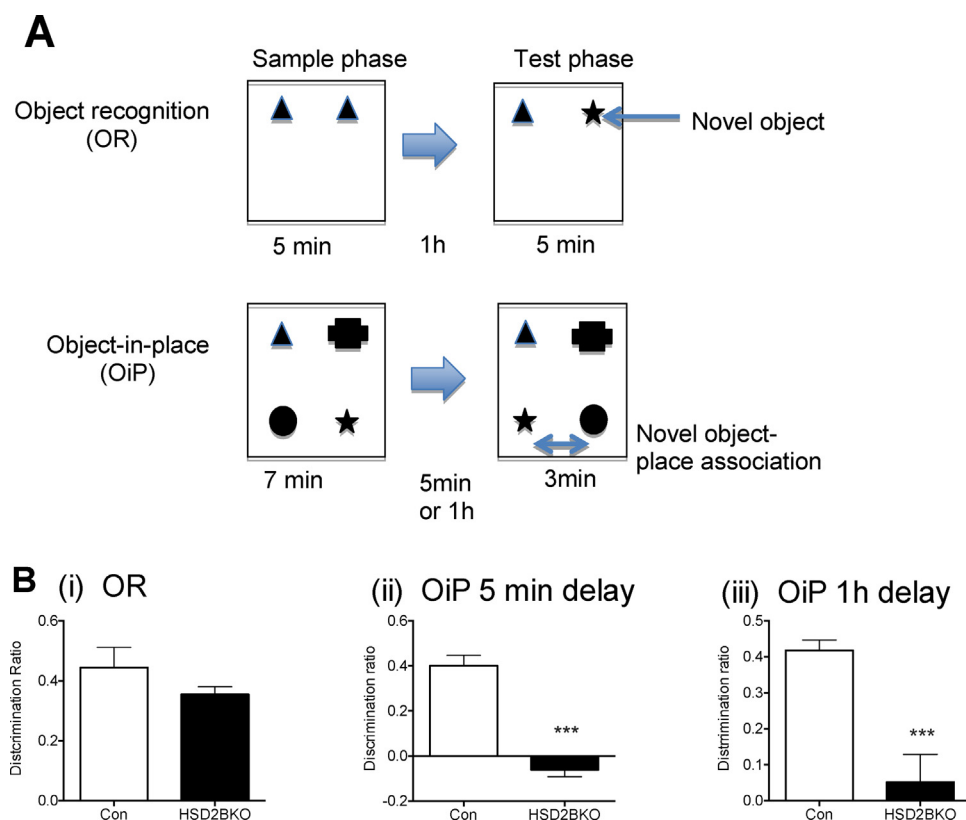 A
Sample phase
Test phase
Object recognition
(OR)
Novel object
5 min
1h
5 min
Object-in-place
(OiP)
Novel object-
place association
7 min
5min
or 1h
3min
B
(i) OR
Distcrimination Ratio
0.6
0.4
0.2
0.0
Con
HSD2BKO
(ii) OiP 5 min delay
Discrimination ratio
0.6
0.4
0.2
0.0
-0.2
***
Con
HSD2BKO
(iii) OiP 1h delay
Distrrimination ratio
0.5
0.4
0.3
0.2
0.1
0.0
***
Con
HSD2BKO